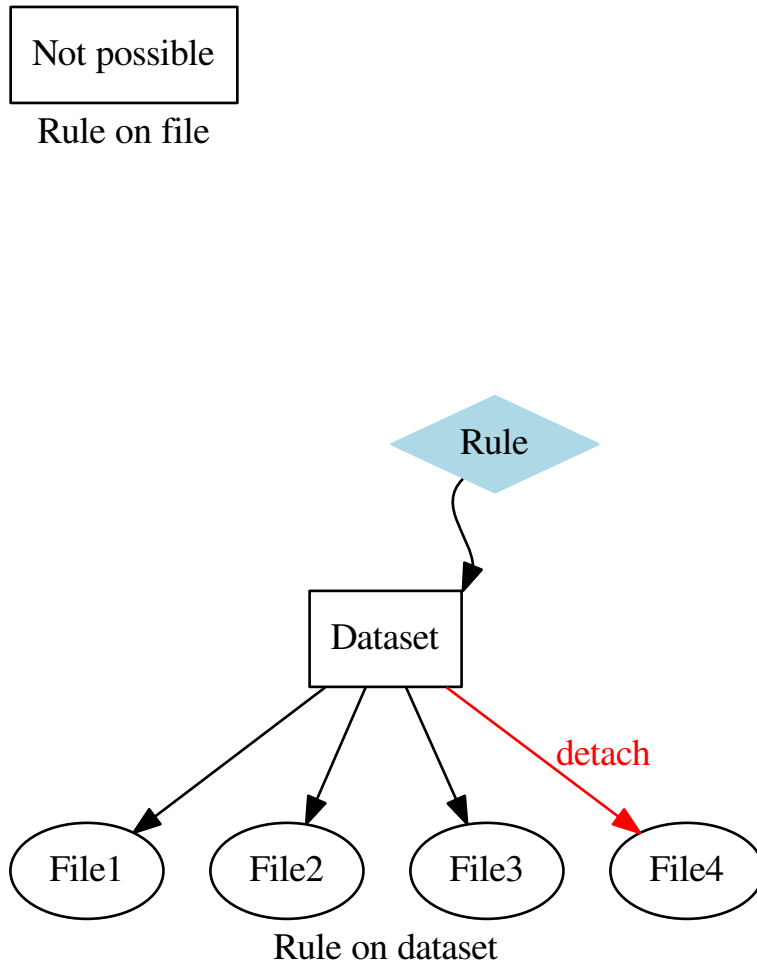 Not possible
Rule on file
Rule
Dataset
detach
File1
File2
File3
File4
Rule on dataset